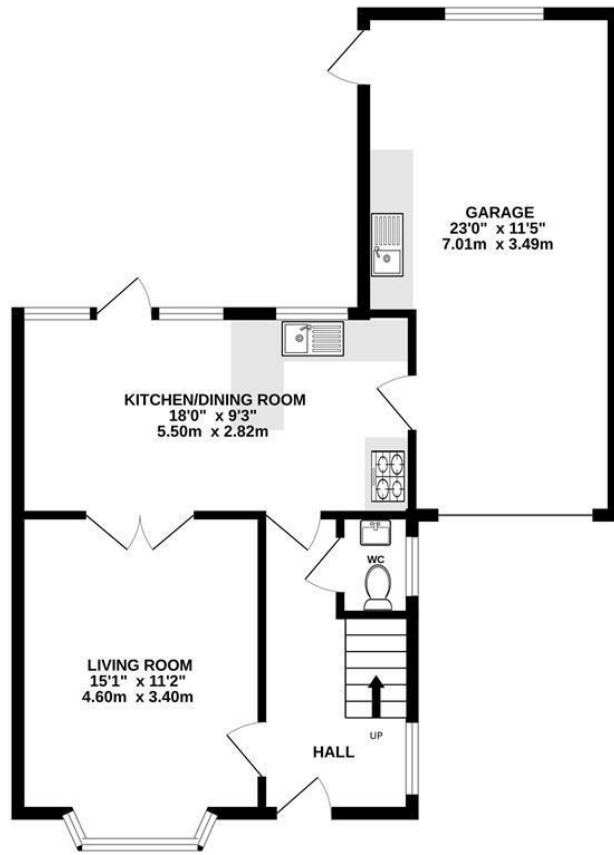 GARAGE
23'0" x 11'5"
7.01m x 3.49m
KITCHEN/DINING ROOM
18'0" x 9'3"
5.50m x 2.82m
WC
LIVING ROOM
15'1" x 11'2"
4.60m x 3.40m
UP
HALL